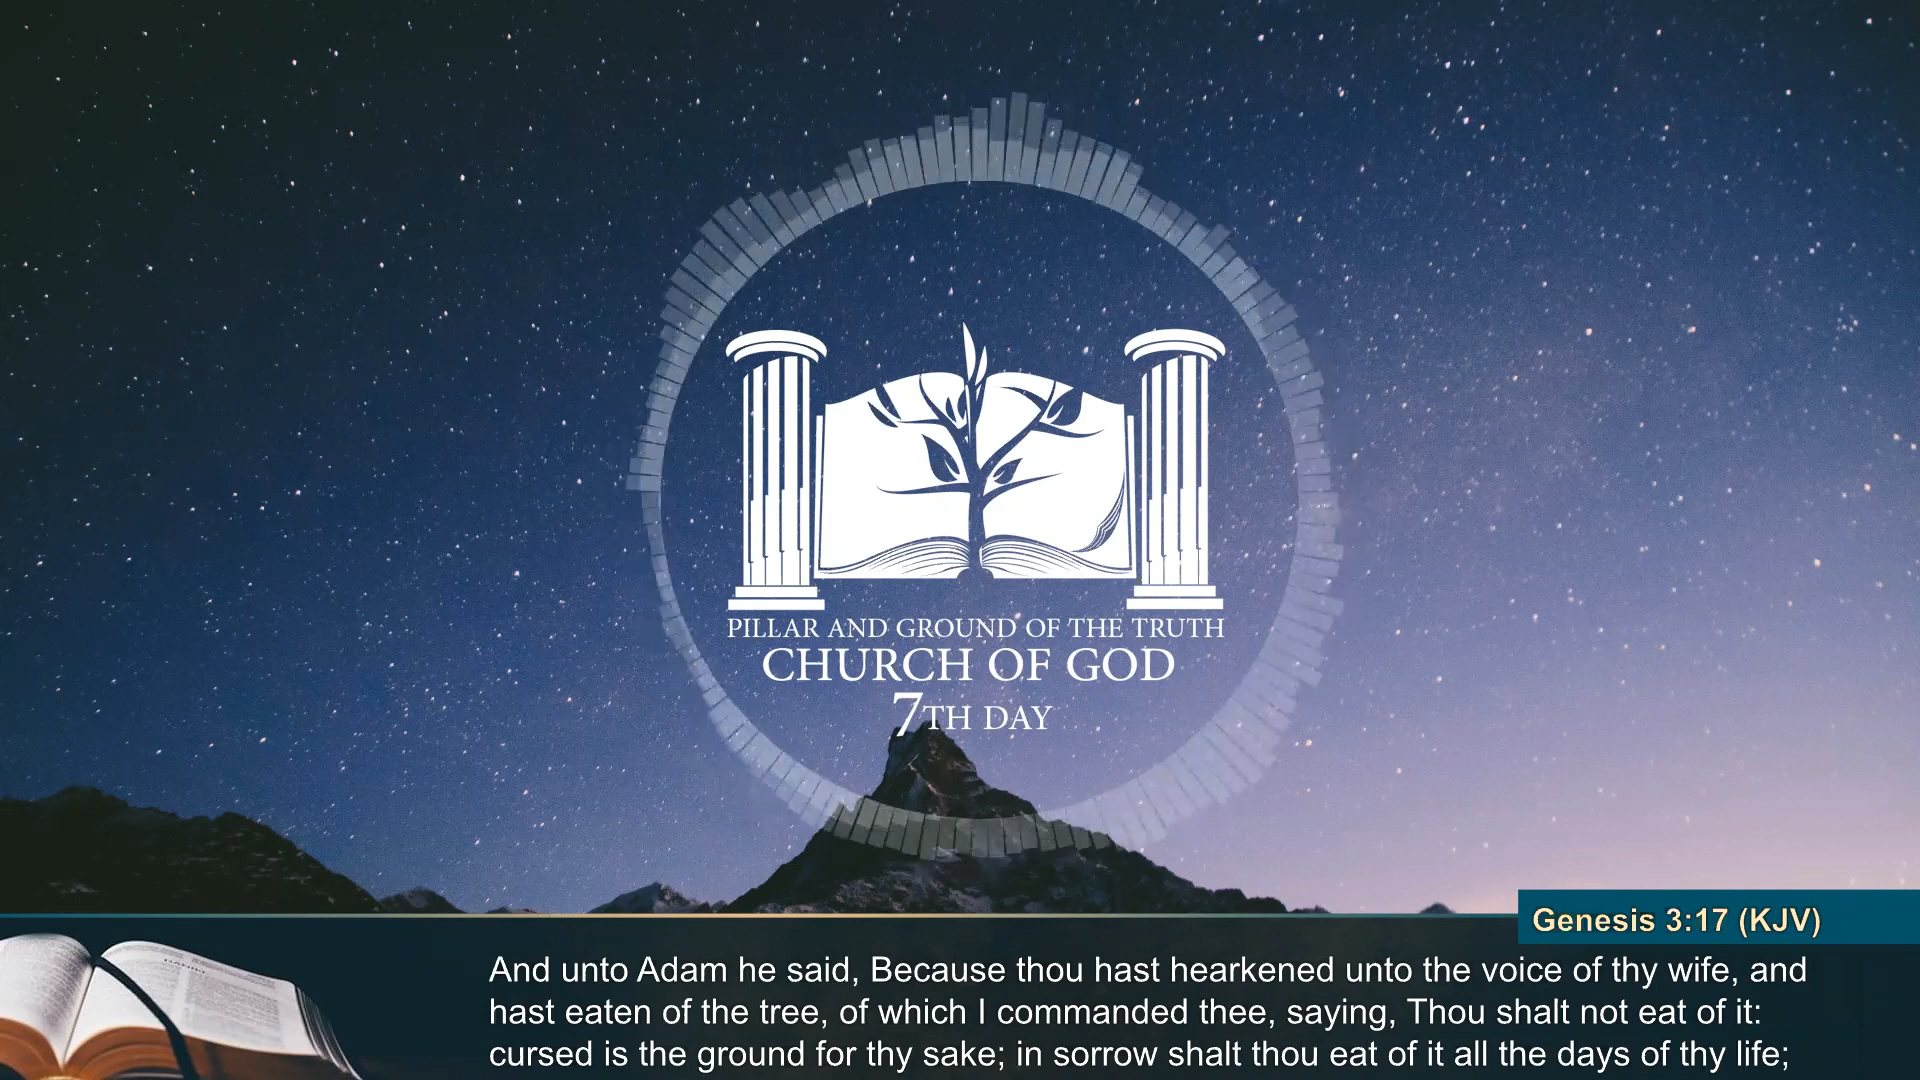 PILLAR AND GROUND OF THE TRUTH
CHURCH OF GOD
7TH DAY
Genesis 3:17 (KJV)
And unto Adam he said, Because thou hast hearkened unto the voice of thy wife, and
hast eaten of the tree, of which I commanded thee, saying, Thou shalt not eat of it:
cursed is the ground for thy sake; in sorrow shalt thou eat of it all the days of thy life;